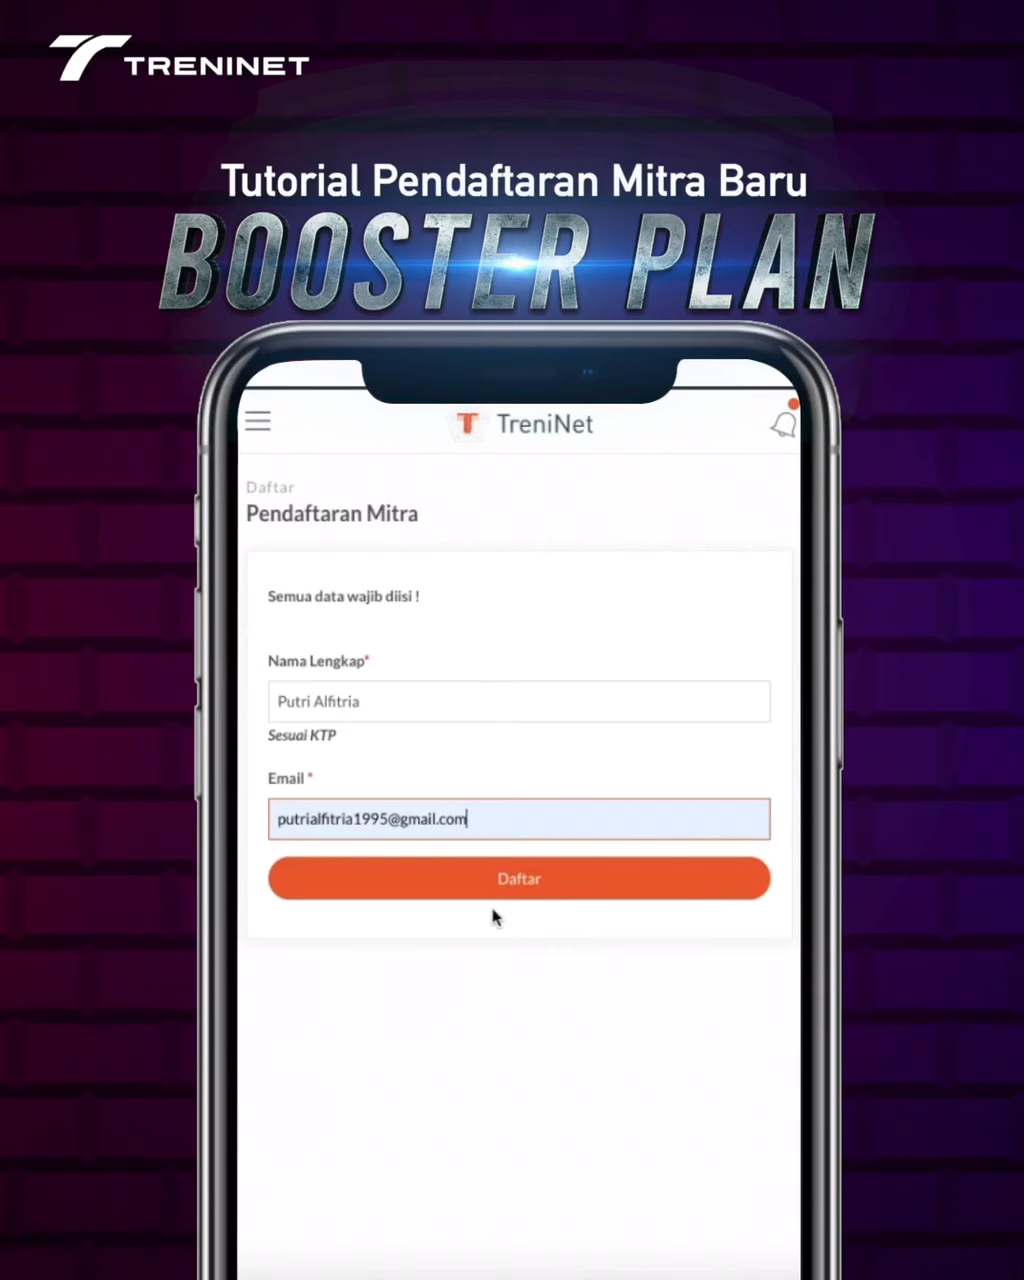 TRENINET
Tutorial Pendaftaran Mitra Baru
BOOSTER PLAN
T TreniNet
Daftar
Pendaftaran Mitra
Semua data wajib diisi !
Nama Lengkap*
Putri Alfitria
Sesuai KTP
Email *
putrialfitria1995@gmail.com
Daftar